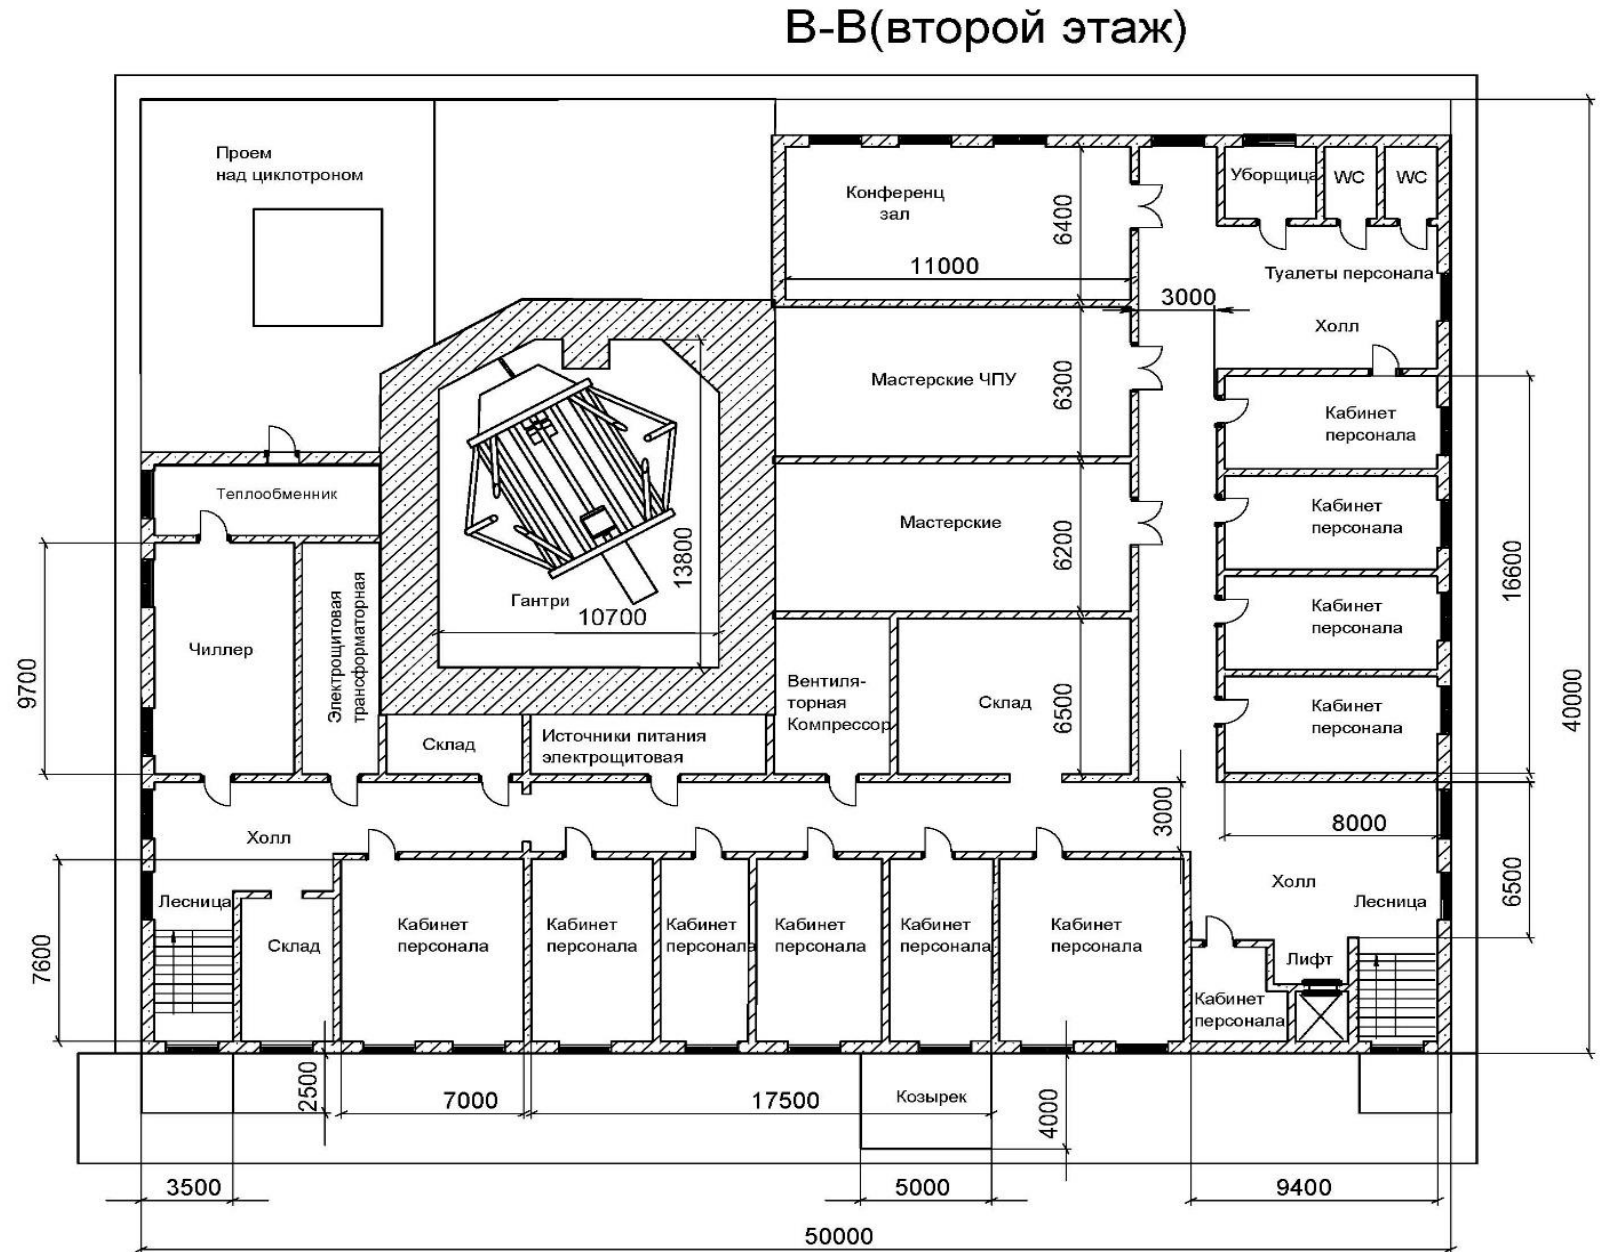 В-В(второй этаж)
Проем
над циклотроном
Конференц
зал
6400
11000
Уборщица
WC
WC
Туалеты персонала
3000
Холл
Мастерские ЧПУ
6300
Кабинет
персонала
Теплообменник
Мастерские
6200
Кабинет
персонала
13800
16600
Гантри
10700
Кабинет
персонала
Чиллер
Электрощитовая
трансформаторная
9700
Вентиля-
торная
Компрессор
Склад
6500
Кабинет
персонала
40000
Склад
Источники питания
электрощитовая
Холл
3000
8000
6500
Лесница
Холл
Лесница
7600
Склад
Кабинет
персонала
Кабинет
персонала
Кабинет
персонала
Кабинет
персонала
Кабинет
персонала
Кабинет
персонала
Лифт
Кабинет
персонала
2500
7000
17500
Козырек
4000
3500
5000
9400
50000